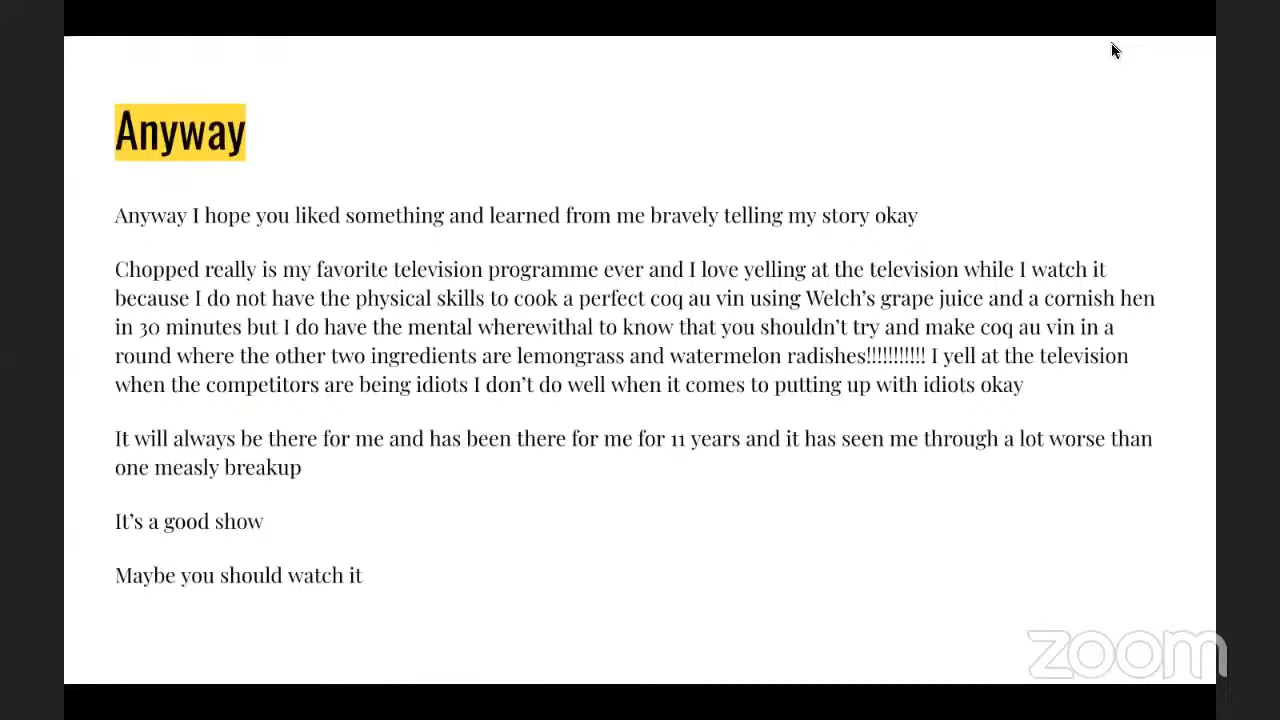 Anyway
Anyway I hope you liked something and learned from me bravely telling my story okay
Chopped really is my favorite television programme ever and I love yelling at the television while I watch it
because I do not have the physical skills to cook a perfect coq au vin using Welch’s grape juice and a cornish hen
in 30 minutes but I do have the mental wherewithal to know that you shouldn’t try and make coq au vin in a
round where the other two ingredients are lemongrass and watermelon radishes!!!!!!!!!!! I yell at the television
when the competitors are being idiots I don’t do well when it comes to putting up with idiots okay
It will always be there for me and has been there for me for 11 years and it has seen me through a lot worse than
one measly breakup
It’s a good show
Maybe you should watch it
zoom